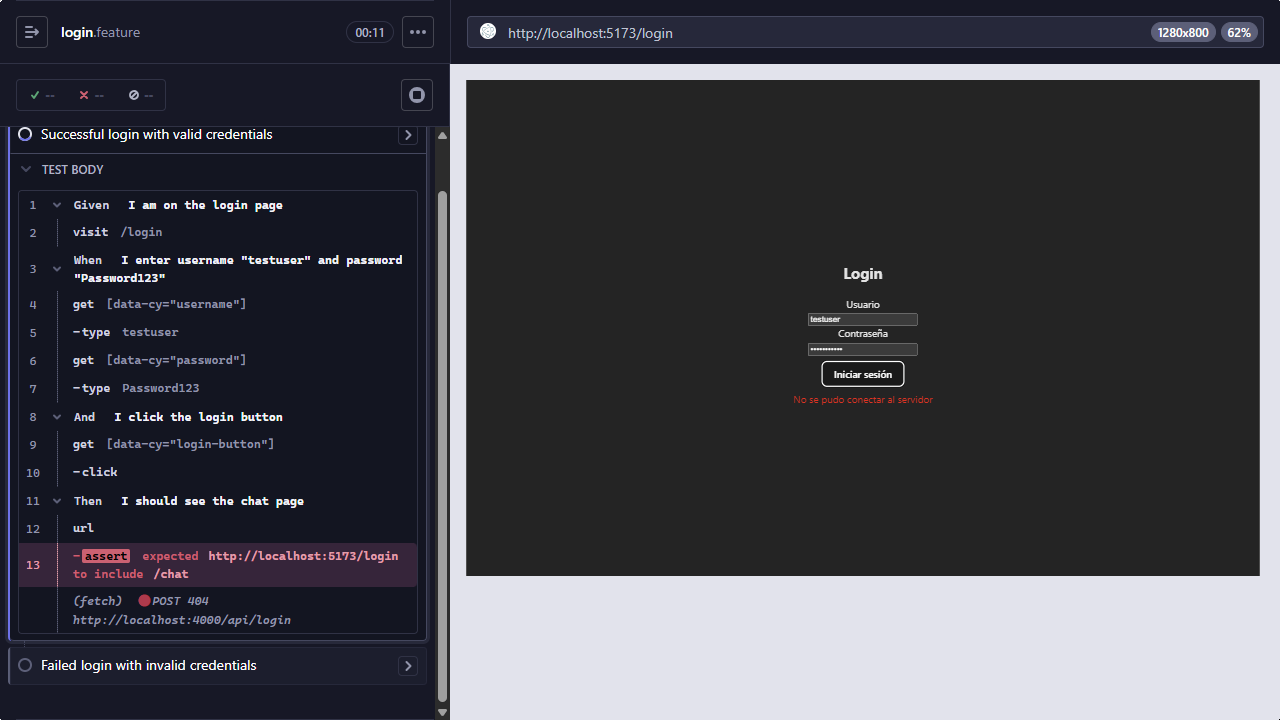 login.feature
00:11
http://localhost:5173/login
1280x800
62%
--
--
--
Successful login with valid credentials
TEST BODY
1 Given I am on the login page
2 visit /login
3 When I enter username "testuser" and password
"Password123"
4 get [data-cy="username"]
5 -type testuser
6 get [data-cy="password"]
7 -type Password123
8 And I click the login button
9 get [data-cy="login-button"]
10 -click
11 Then I should see the chat page
12 url
13 -assert expected http://localhost:5173/login
to include /chat
(fetch) POST 404
http://localhost:4000/api/login
Failed login with invalid credentials
Login
Usuario
testuser
Contraseña
•••••••••••
Iniciar sesión
No se pudo conectar al servidor